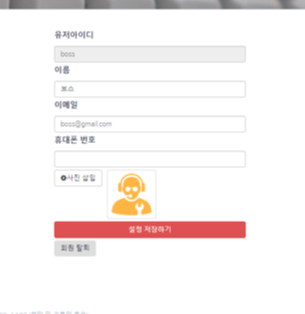 유저아이디
boss
이름
보스
이메일
boss@gmail.com
휴대폰 번호
사진 삽입
설정 저장하기
회원 탈퇴